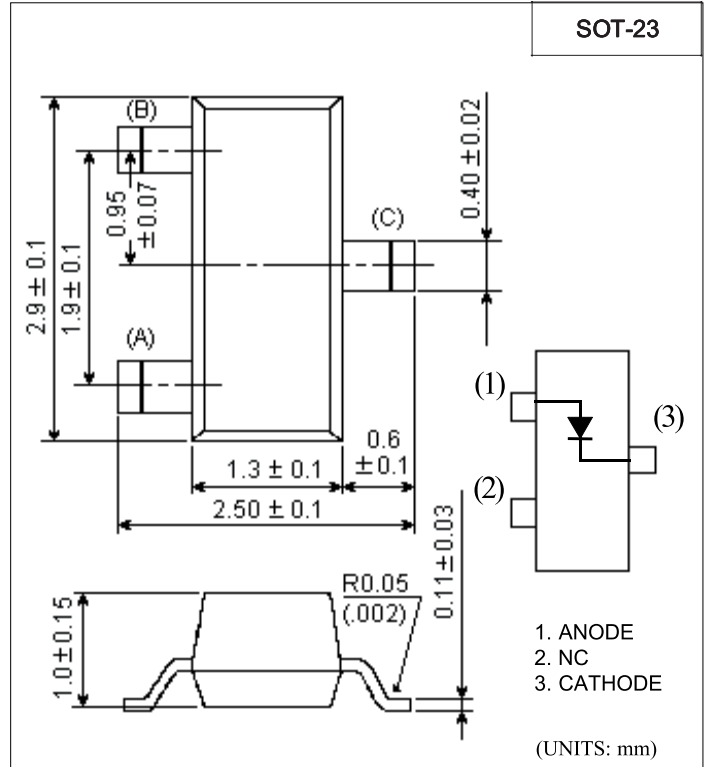 SOT-23
(B)
(C)
(A)
0.40 ±0.02
0.95
±0.07
1.9± 0.1
2.9 ± 0.1
0.6
± 0.1
1.3 ± 0.1
2.50 ± 0.1
(1)
(2)
(3)
R0.05
(.002)
0.11±0.03
1.0±0.15
1. ANODE
2. NC
3. CATHODE
(UNITS: mm)